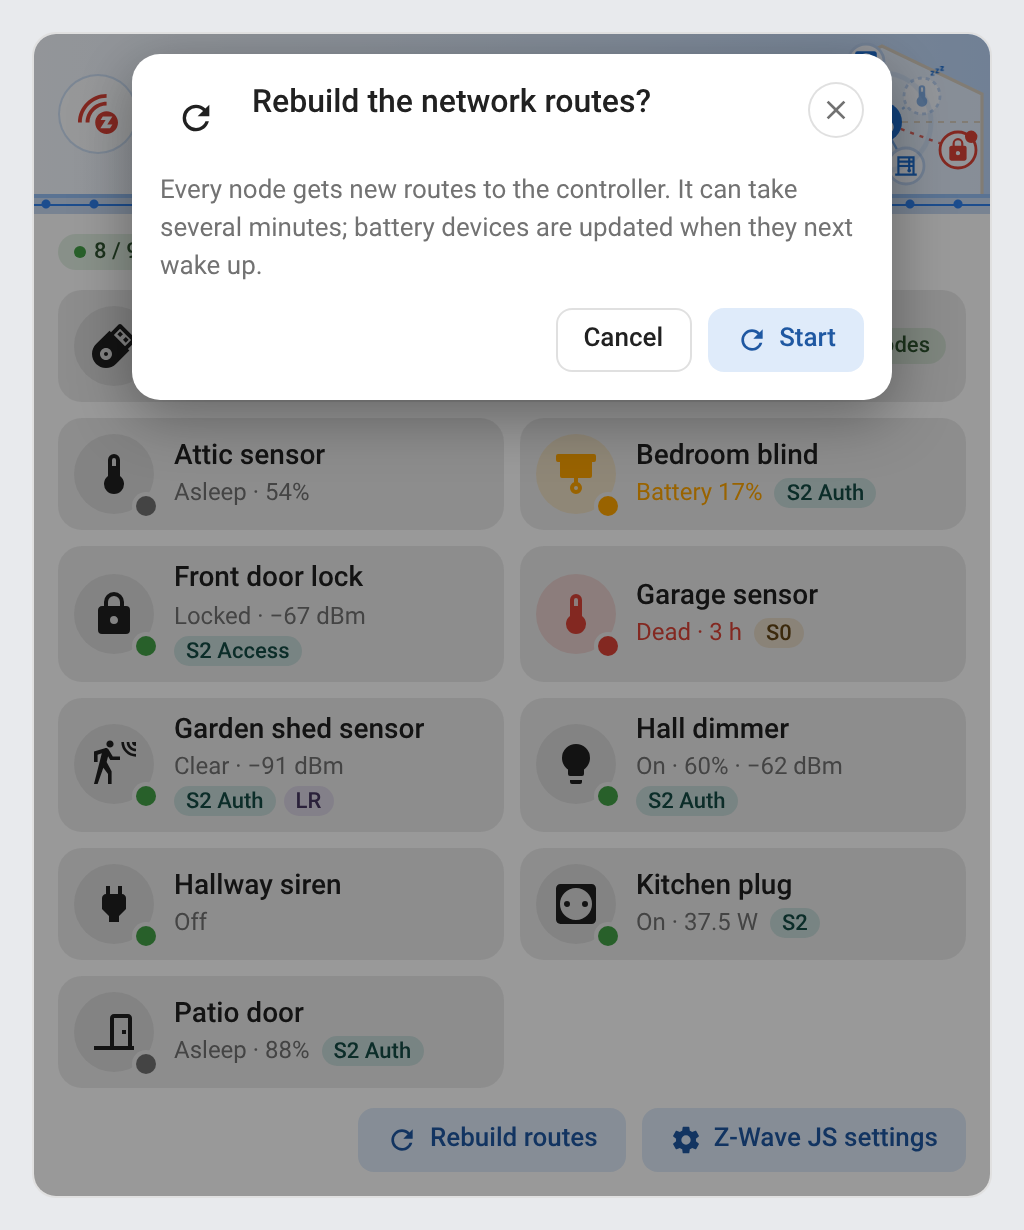 Rebuild the network routes?
Every node gets new routes to the controller. It can take
several minutes; battery devices are updated when they next
wake up.
Cancel
Start
zzz
8 / 9
Attic sensor
Asleep · 54%
Bedroom blind
Battery 17% S2 Auth
Front door lock
Locked · −67 dBm
S2 Access
Garage sensor
Dead · 3 h S0
Garden shed sensor
Clear · −91 dBm
S2 Auth LR
Hall dimmer
On · 60% · −62 dBm
S2 Auth
Hallway siren
Off
Kitchen plug
On · 37.5 W S2
Patio door
Asleep · 88% S2 Auth
Rebuild routes
Z-Wave JS settings